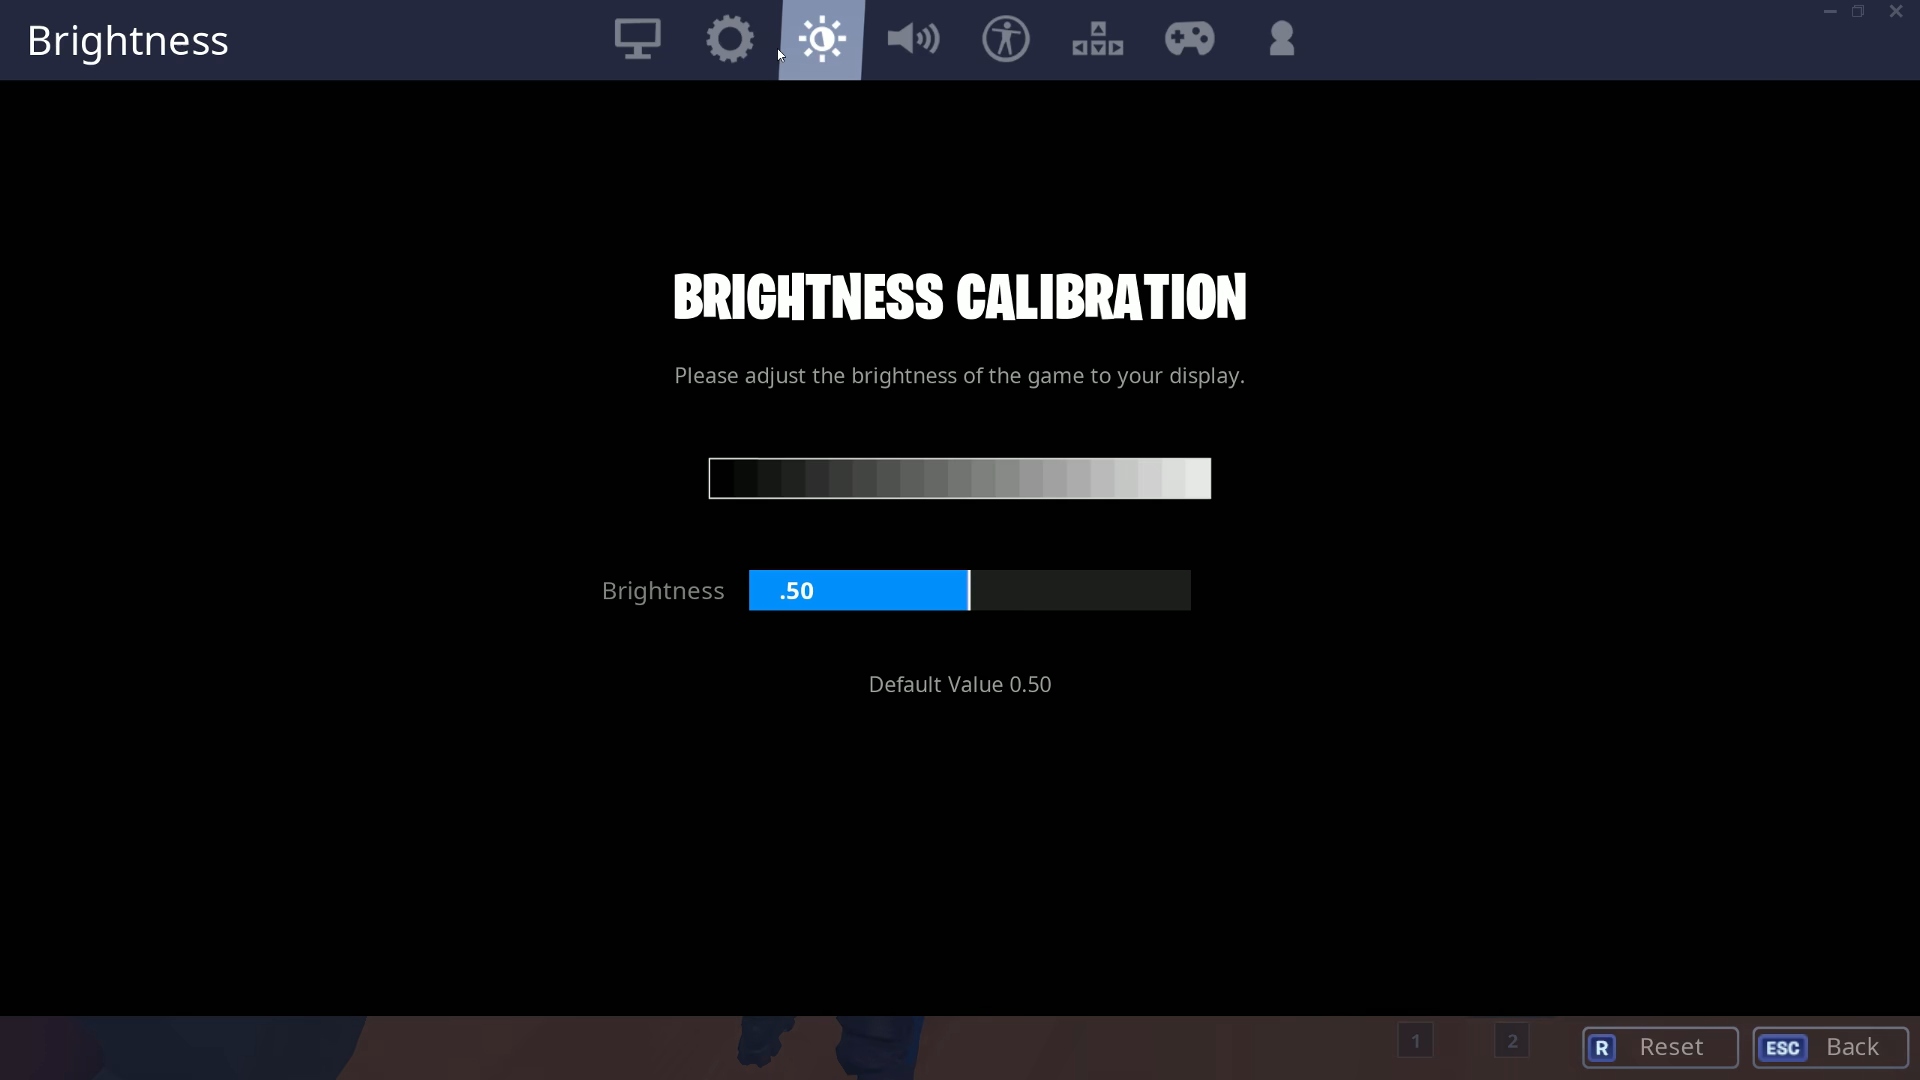 Brightness
BRIGHTNESS CALIBRATION
Please adjust the brightness of the game to your display.
Brightness .50
Default Value 0.50
1 2 R Reset ESC Back